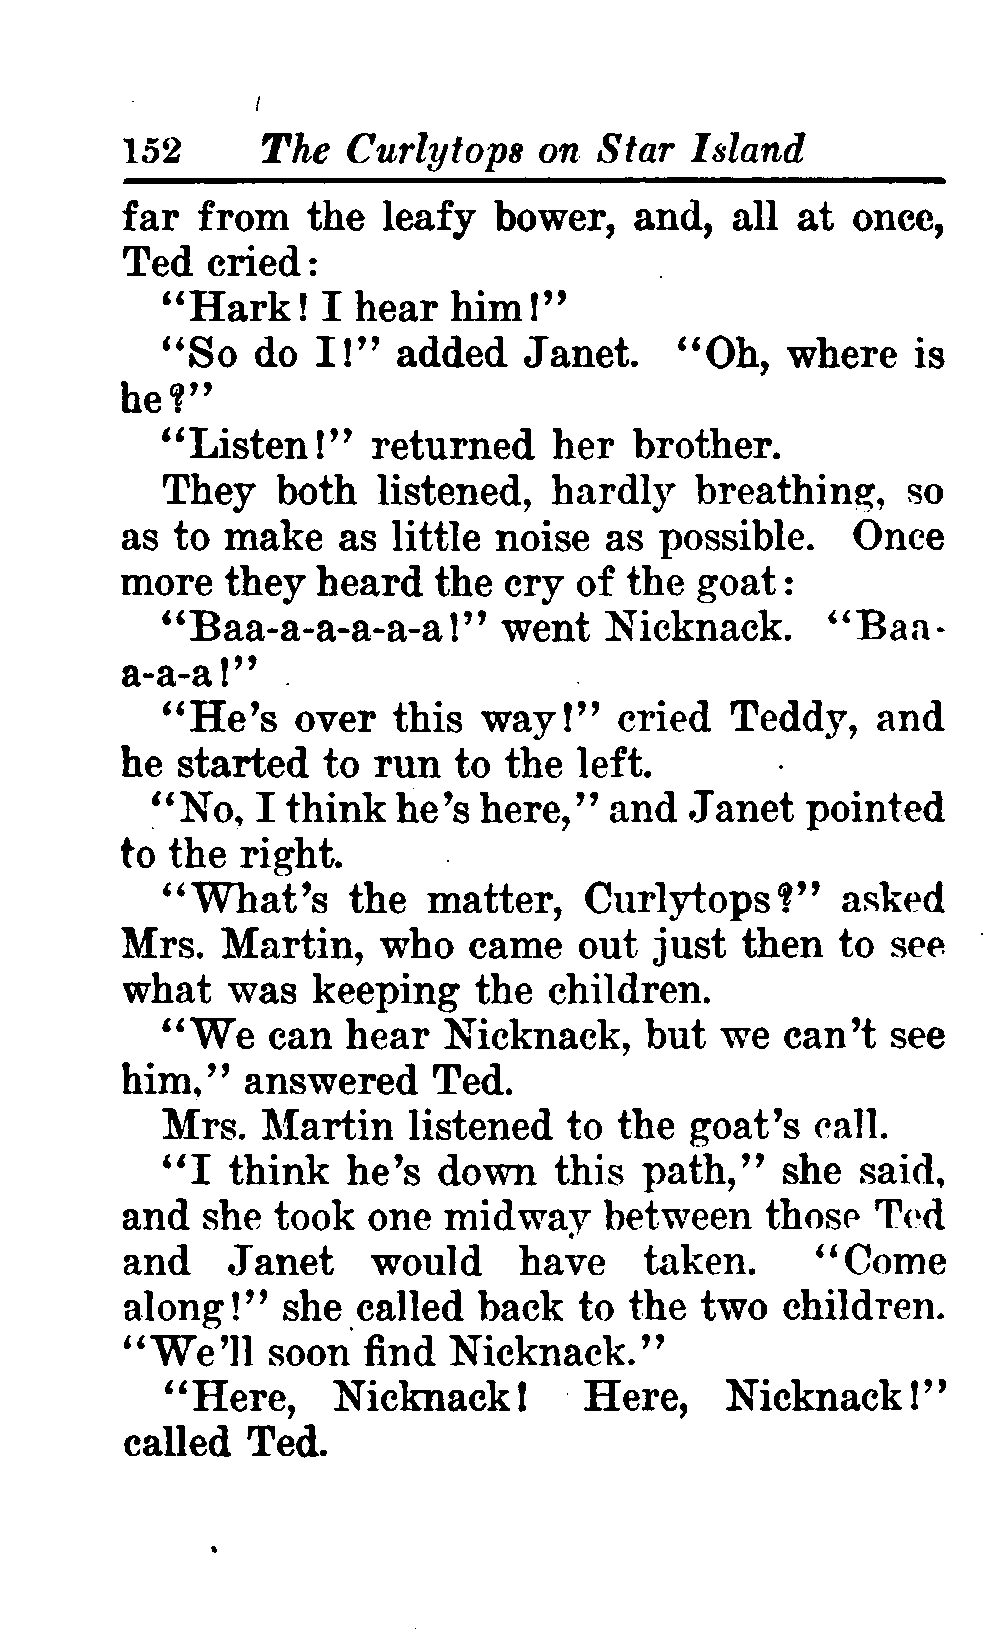 152 The Curlytops on Star Island
far from the leafy bower, and, all at once,
Ted cried:
"Hark! I hear him!"
"So do I!" added Janet. "Oh, where is
he?"
"Listen!" returned her brother.
They both listened, hardly breathing, so
as to make as little noise as possible. Once
more they heard the cry of the goat:
"Baa-a-a-a-a-a!" went Nicknack. "Baa-
a-a-a!"
"He's over this way!" cried Teddy, and
he started to run to the left.
"No, I think he's here," and Janet pointed
to the right.
"What's the matter, Curlytops?" asked
Mrs. Martin, who came out just then to see
what was keeping the children.
"We can hear Nicknack, but we can't see
him," answered Ted.
Mrs. Martin listened to the goat's call.
"I think he's down this path," she said,
and she took one midway between those Ted
and Janet would have taken. "Come
along!" she called back to the two children.
"We'll soon find Nicknack."
"Here, Nicknack! Here, Nicknack!"
called Ted.